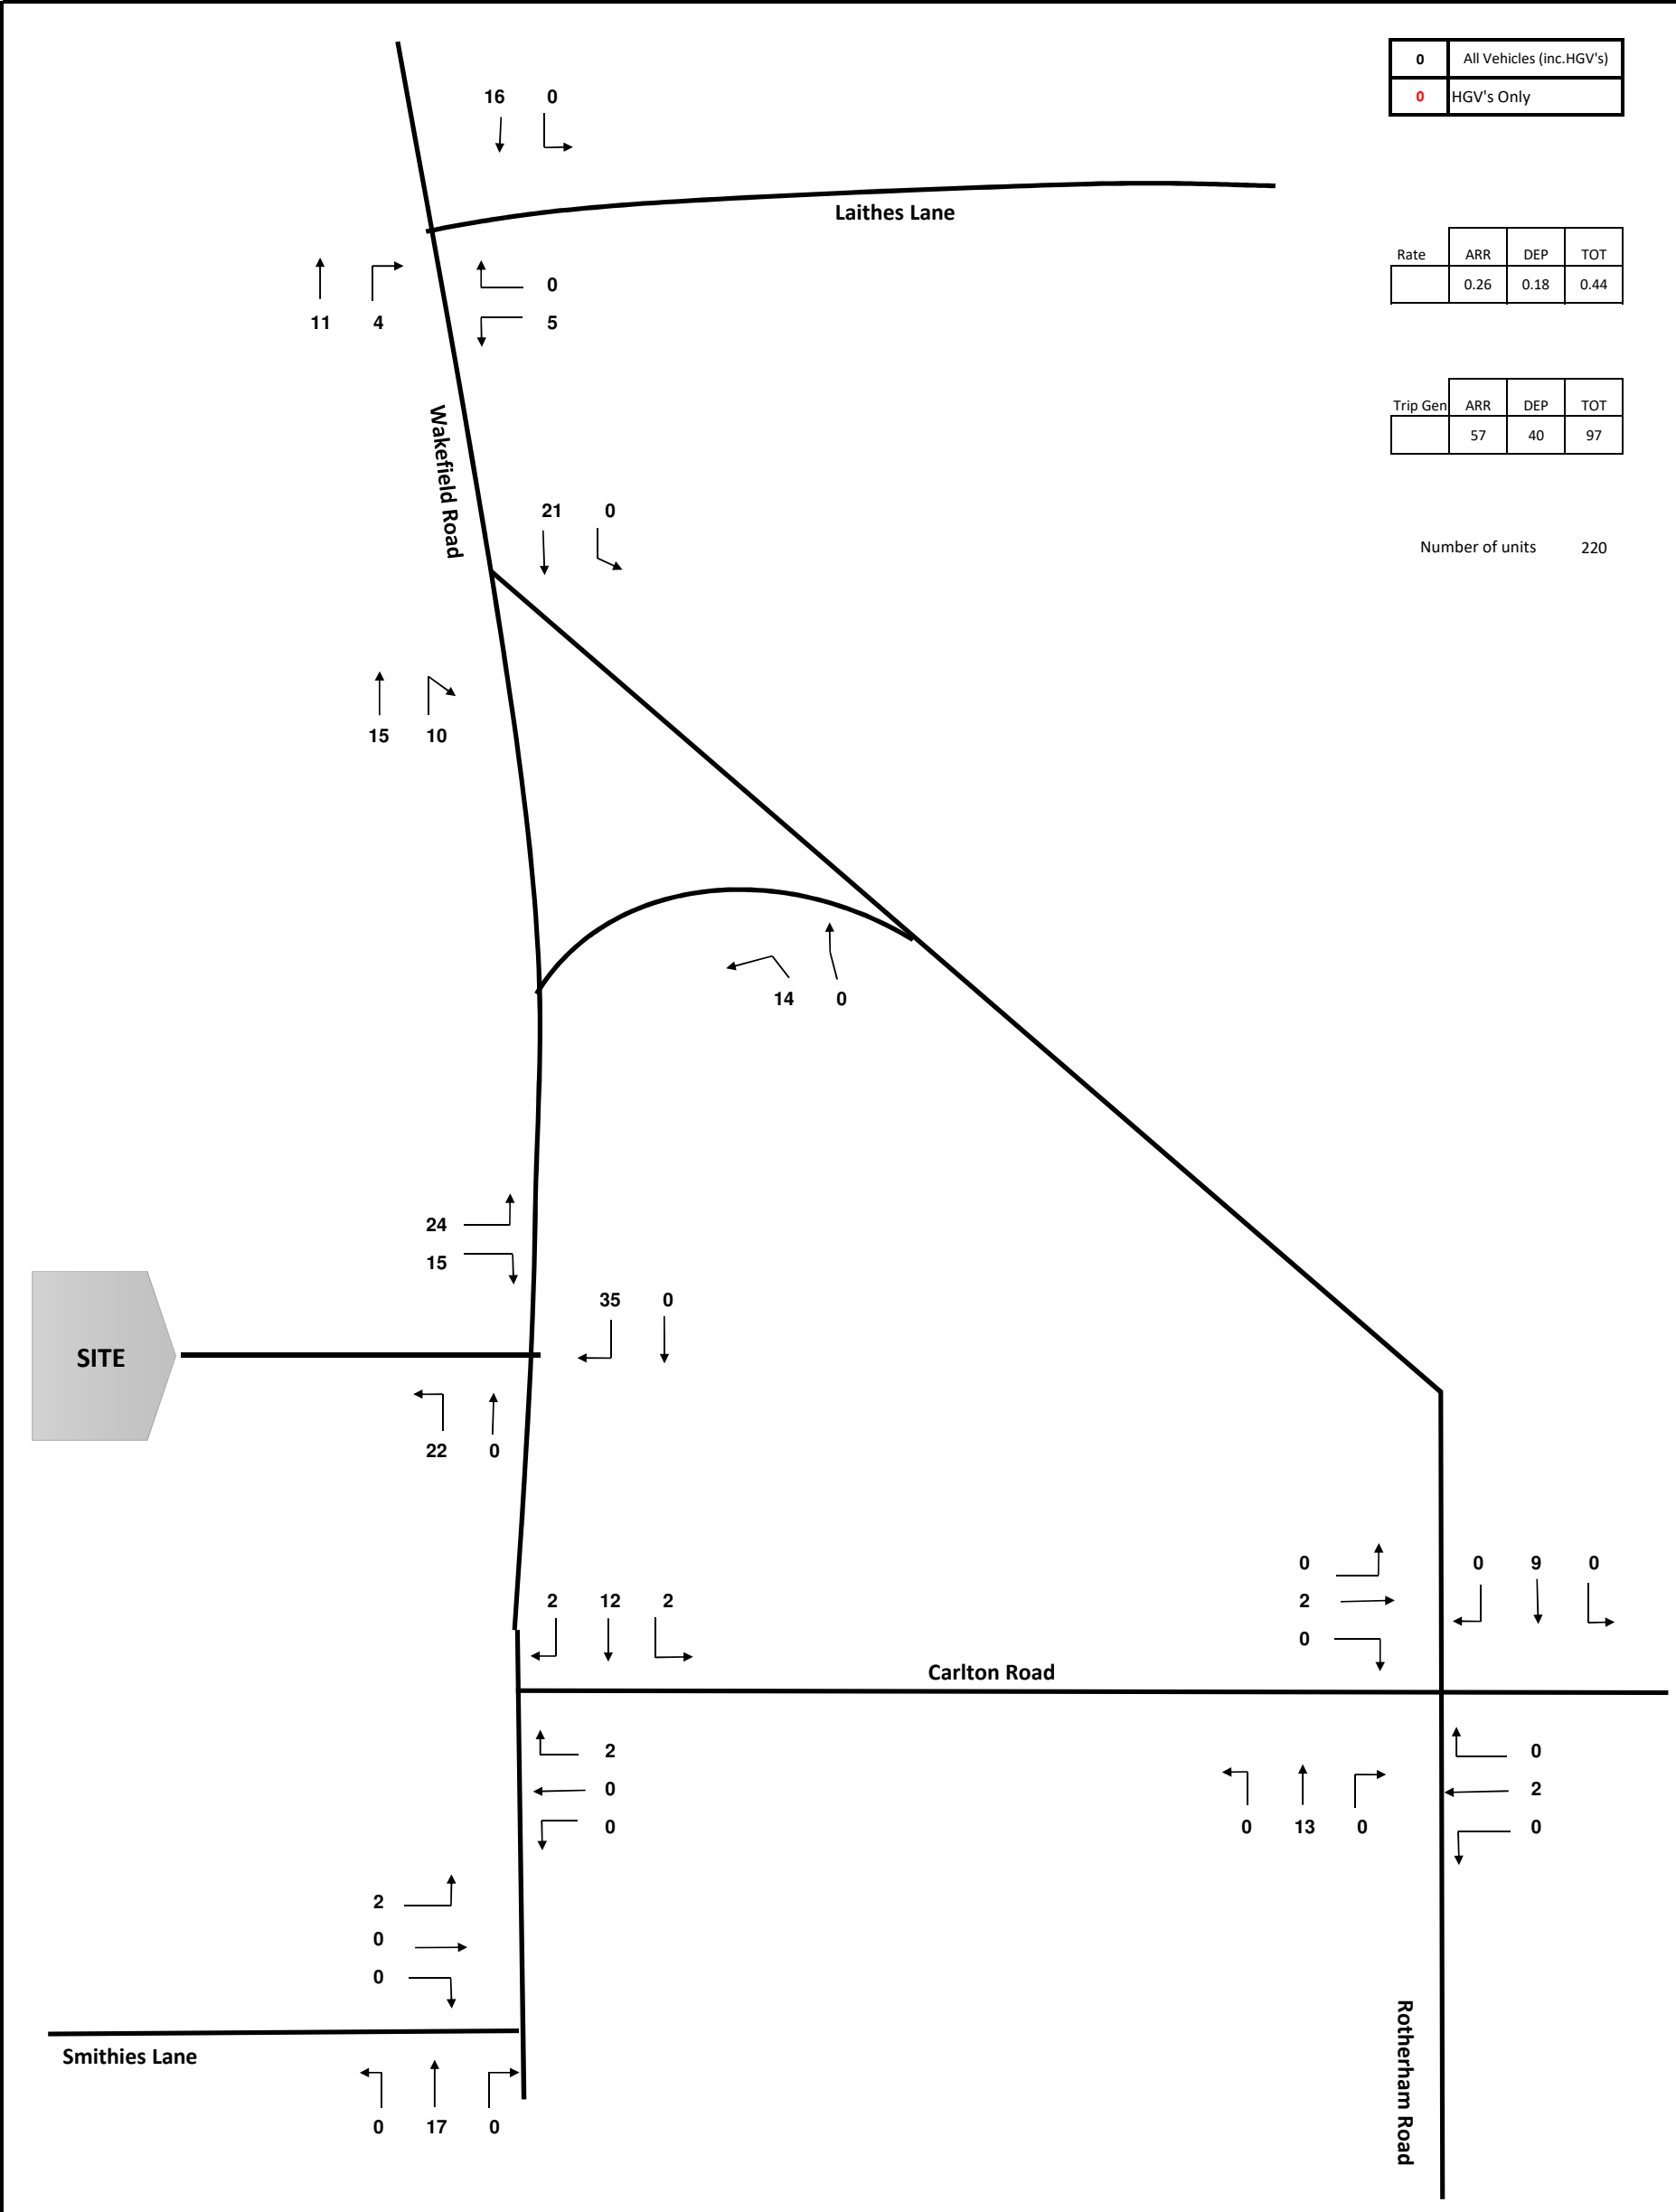 0 All Vehicles (inc.HGV's)
0 HGV's Only
16 0
Laithes Lane
Rate ARR DEP TOT
0.26 0.18 0.44
0
11 4 5
Trip Gen ARR DEP TOT
57 40 97
Wakefield Road
21 0
Number of units 220
15 10
14 0
24
15
35 0
SITE
22 0
0 0 9 0
2 12 2 2
0
Carlton Road
2 0
0 2
0 0 13 0 0
2
0
0
Smithies Lane
Rotherham Road
0 17 0